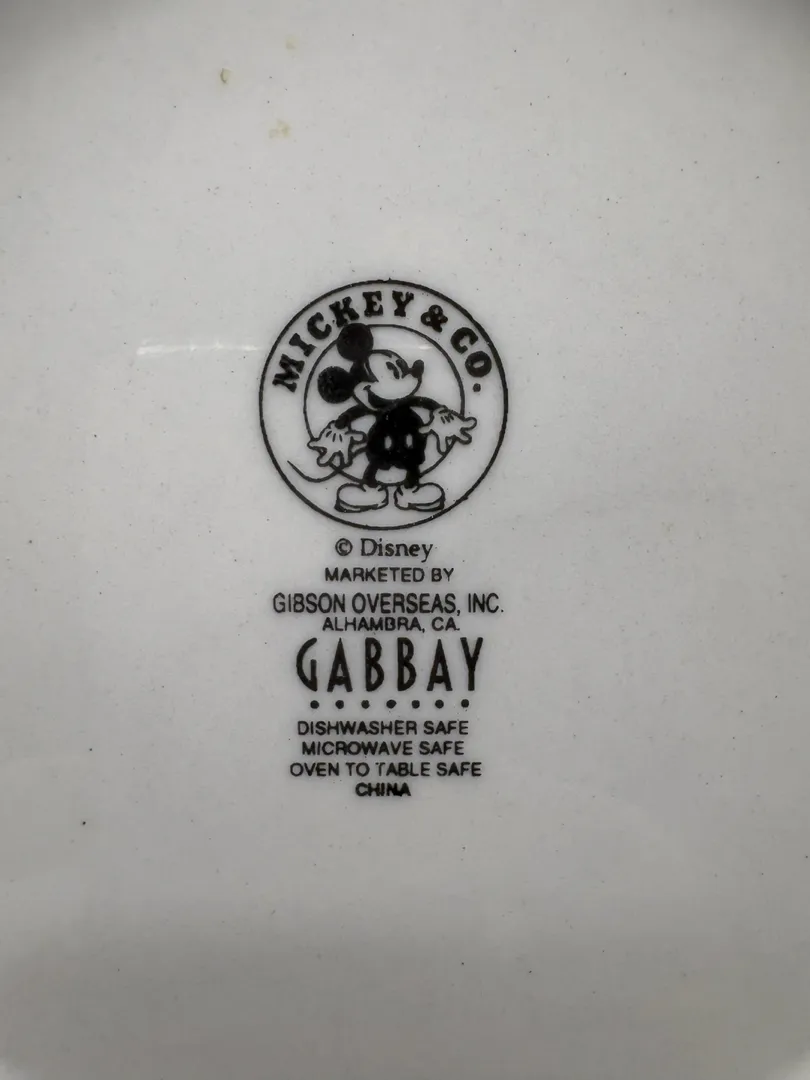 MICKEY & CO.
© Disney
MARKETED BY
GIBSON OVERSEAS, INC.
ALHAMBRA, CA.
GABBAY
DISHWASHER SAFE
MICROWAVE SAFE
OVEN TO TABLE SAFE
CHINA